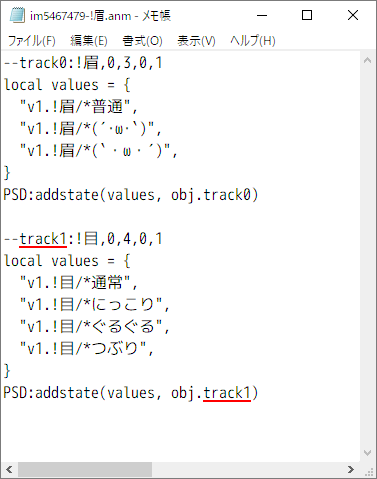 im5467479-!眉.anm - メモ帳
ファイル(F) 編集(E) 書式(O) 表示(V) ヘルプ(H)
--track0:!眉,0,3,0,1
local values = {
"v1.!眉/*普通",
"v1.!眉/*(´･ω･`)",
"v1.!眉/*(｀・ω・´)",
}
PSD:addstate(values, obj.track0)
--track1:!目,0,4,0,1
local values = {
"v1.!目/*通常",
"v1.!目/*にっこり",
"v1.!目/*ぐるぐる",
"v1.!目/*つぶり",
}
PSD:addstate(values, obj.track1)